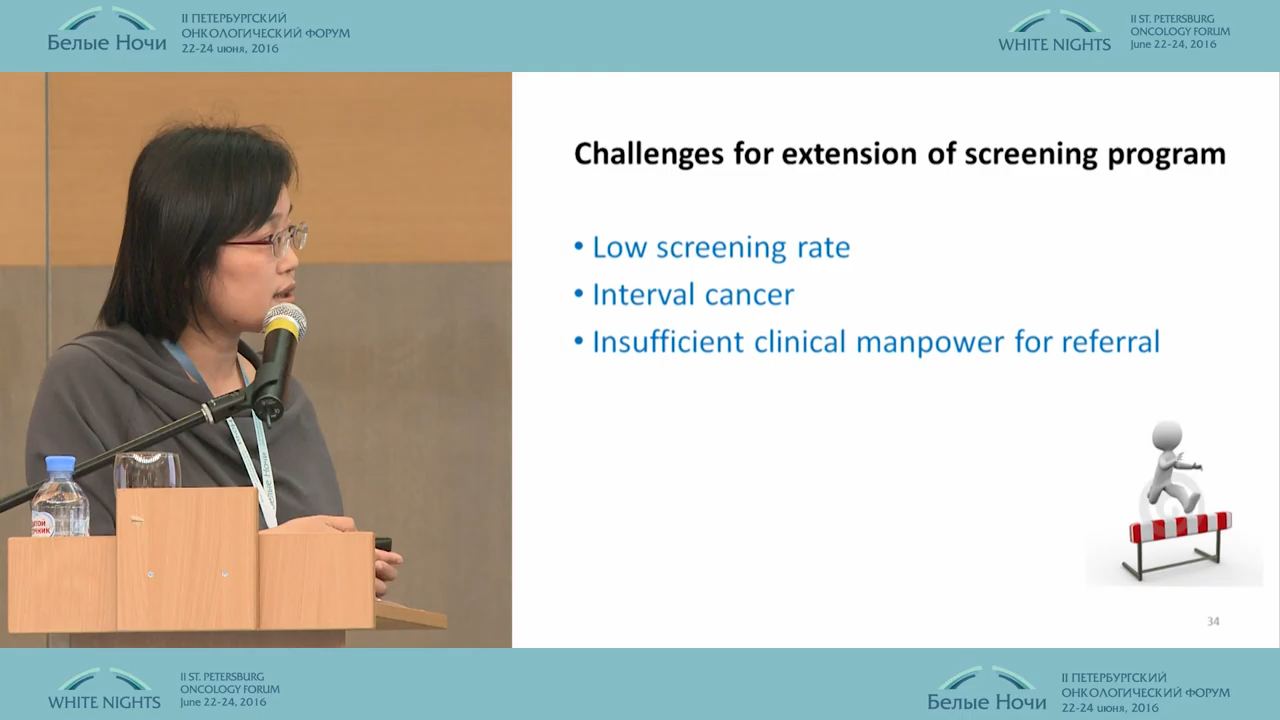 Белые Ночи
II ПЕТЕРБУРГСКИЙ
ОНКОЛОГИЧЕСКИЙ ФОРУМ
22-24 июня, 2016
WHITE NIGHTS
II ST. PETERSBURG
ONCOLOGY FORUM
June 22-24, 2016
Challenges for extension of screening program
• Low screening rate
• Interval cancer
• Insufficient clinical manpower for referral
34
Белые Ночи
WHITE NIGHTS
II ST. PETERSBURG
ONCOLOGY FORUM
June 22-24, 2016
Белые Ночи
II ПЕТЕРБУРГСКИЙ
ОНКОЛОГИЧЕСКИЙ ФОРУМ
22-24 июня, 2016